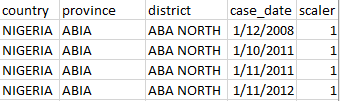 country province district case_date scaler
NIGERIA ABIA ABA NORTH 1/12/2008 1
NIGERIA ABIA ABA NORTH 1/10/2011 1
NIGERIA ABIA ABA NORTH 1/11/2011 1
NIGERIA ABIA ABA NORTH 1/11/2012 1